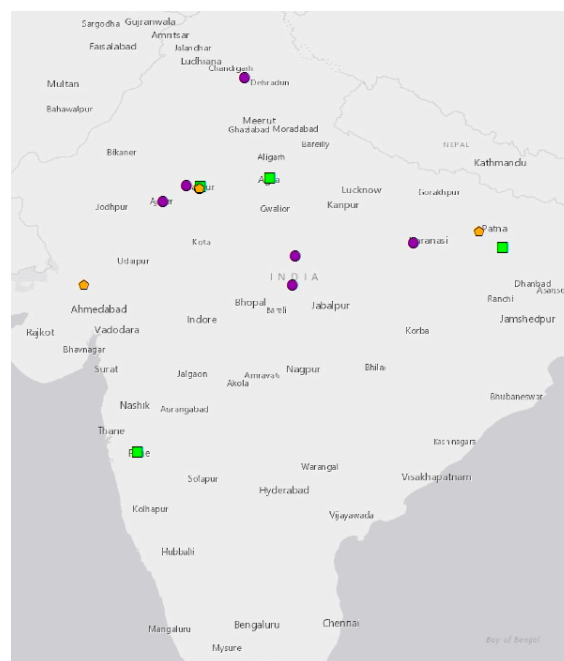 Gujranwala
Sargodha
Amritsar
Faisalabad
Jalandhar
Ludhiana
Chandigarh
Dehradun
Multan
Bahawalpur
Meerut
Ghaziabad Moradabad
Bareilly
NEPAL
Bikaner
Aligarh
Kathmandu
Lucknow
Gorakhpur
Kanpur
Jodhpur
Gwalior
Patna
Kota
Udaipur
INDIA
Dhanbad
Ranchi
Bhopal
Jabalpur
Ahmedabad
Jamshedpur
Indore
Rajkot
Vadodara
Korba
Bhavnagar
Surat
Jalgaon
Nagpur
Akola
Bhubaneswar
Nashik
Aurangabad
Thane
Warangal
Solapur
Visakhapatnam
Hyderabad
Kolhapur
Vijayawada
Hubballi
Bengaluru
Chennai
Mangaluru
Bay of Bengal
Mysure